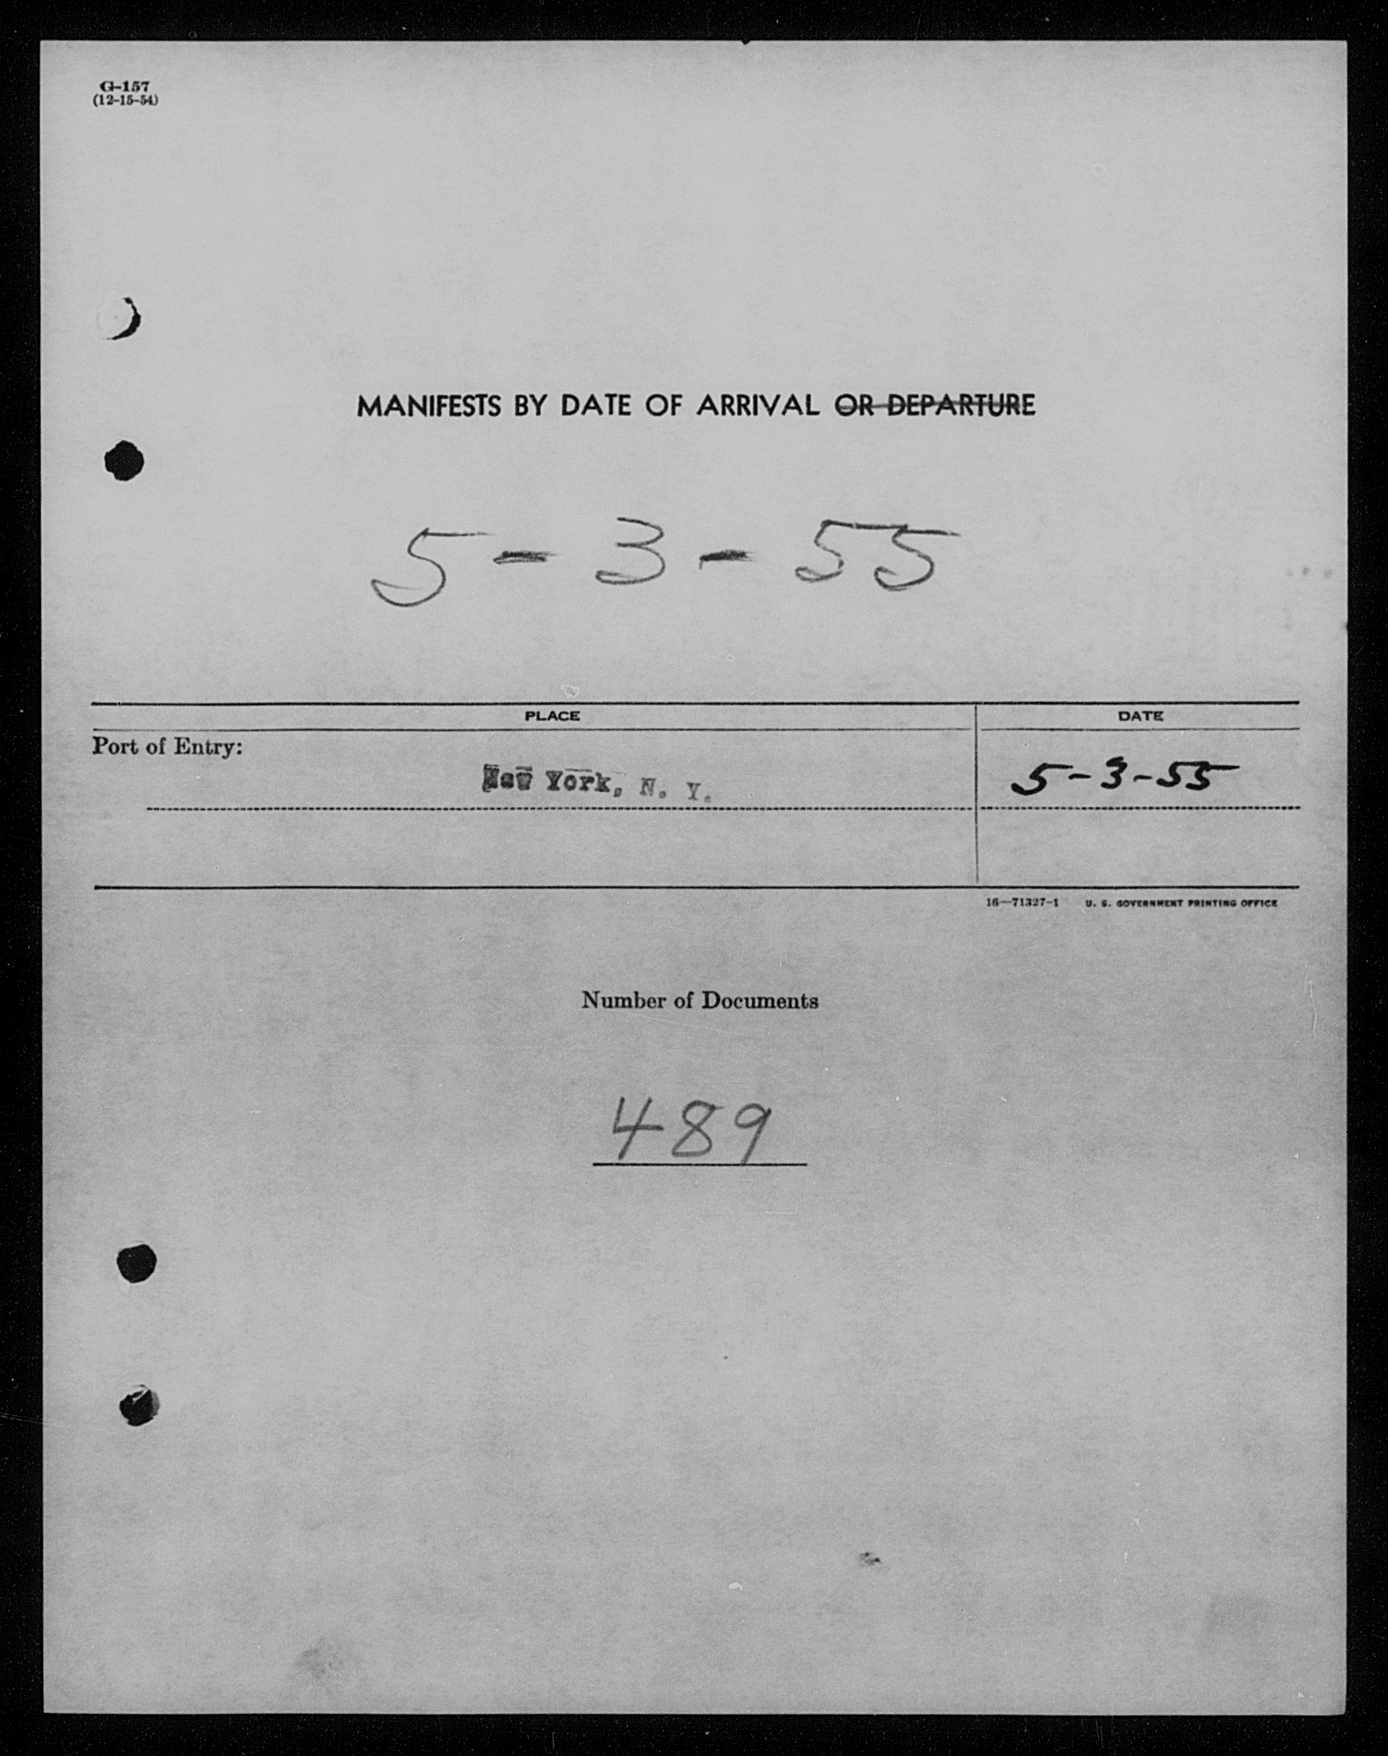 G-157
(12-15-54)
MANIFESTS BY DATE OF ARRIVAL OR DEPARTURE
5-3-55
PLACE
DATE
Port of Entry:
New York, N. Y.
5-3-55
16—71327-1 U. S. GOVERNMENT PRINTING OFFICE
Number of Documents
489